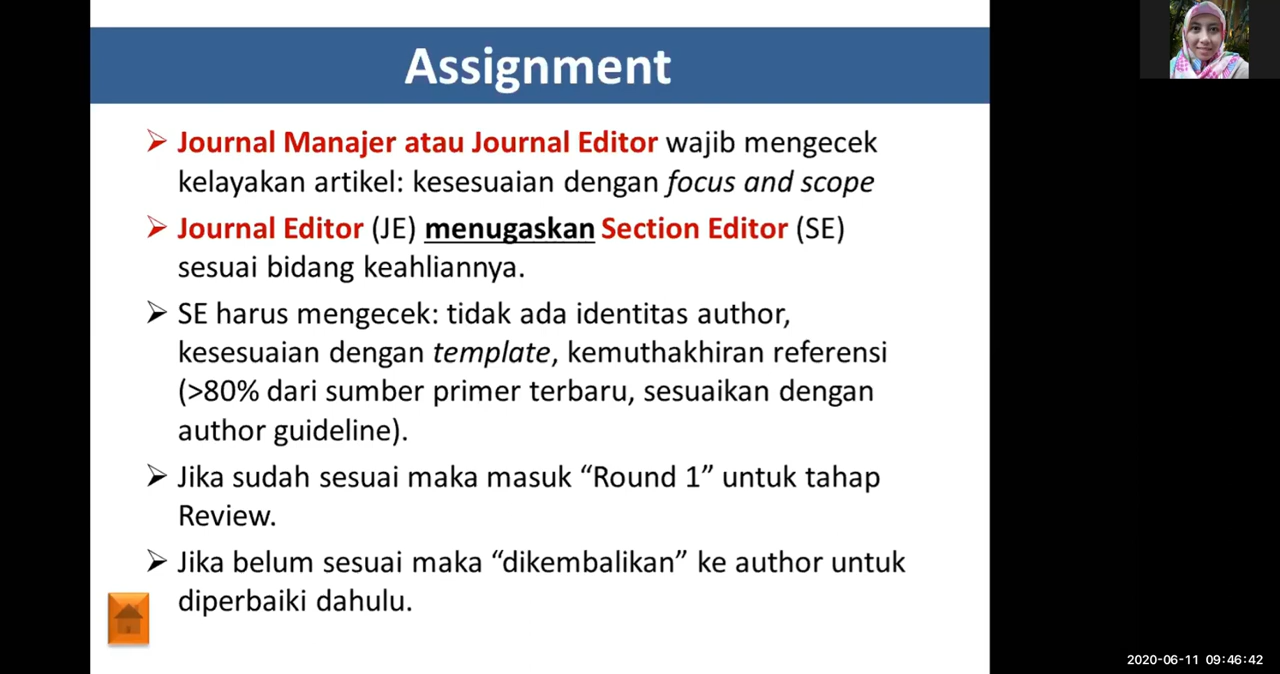 Assignment
Journal Manajer atau Journal Editor wajib mengecek
kelayakan artikel: kesesuaian dengan focus and scope
Journal Editor (JE) menugaskan Section Editor (SE)
sesuai bidang keahliannya.
SE harus mengecek: tidak ada identitas author,
kesesuaian dengan template, kemuthakhiran referensi
(>80% dari sumber primer terbaru, sesuaikan dengan
author guideline).
Jika sudah sesuai maka masuk “Round 1” untuk tahap
Review.
Jika belum sesuai maka “dikembalikan” ke author untuk
diperbaiki dahulu.
2020-06-11 09:46:42